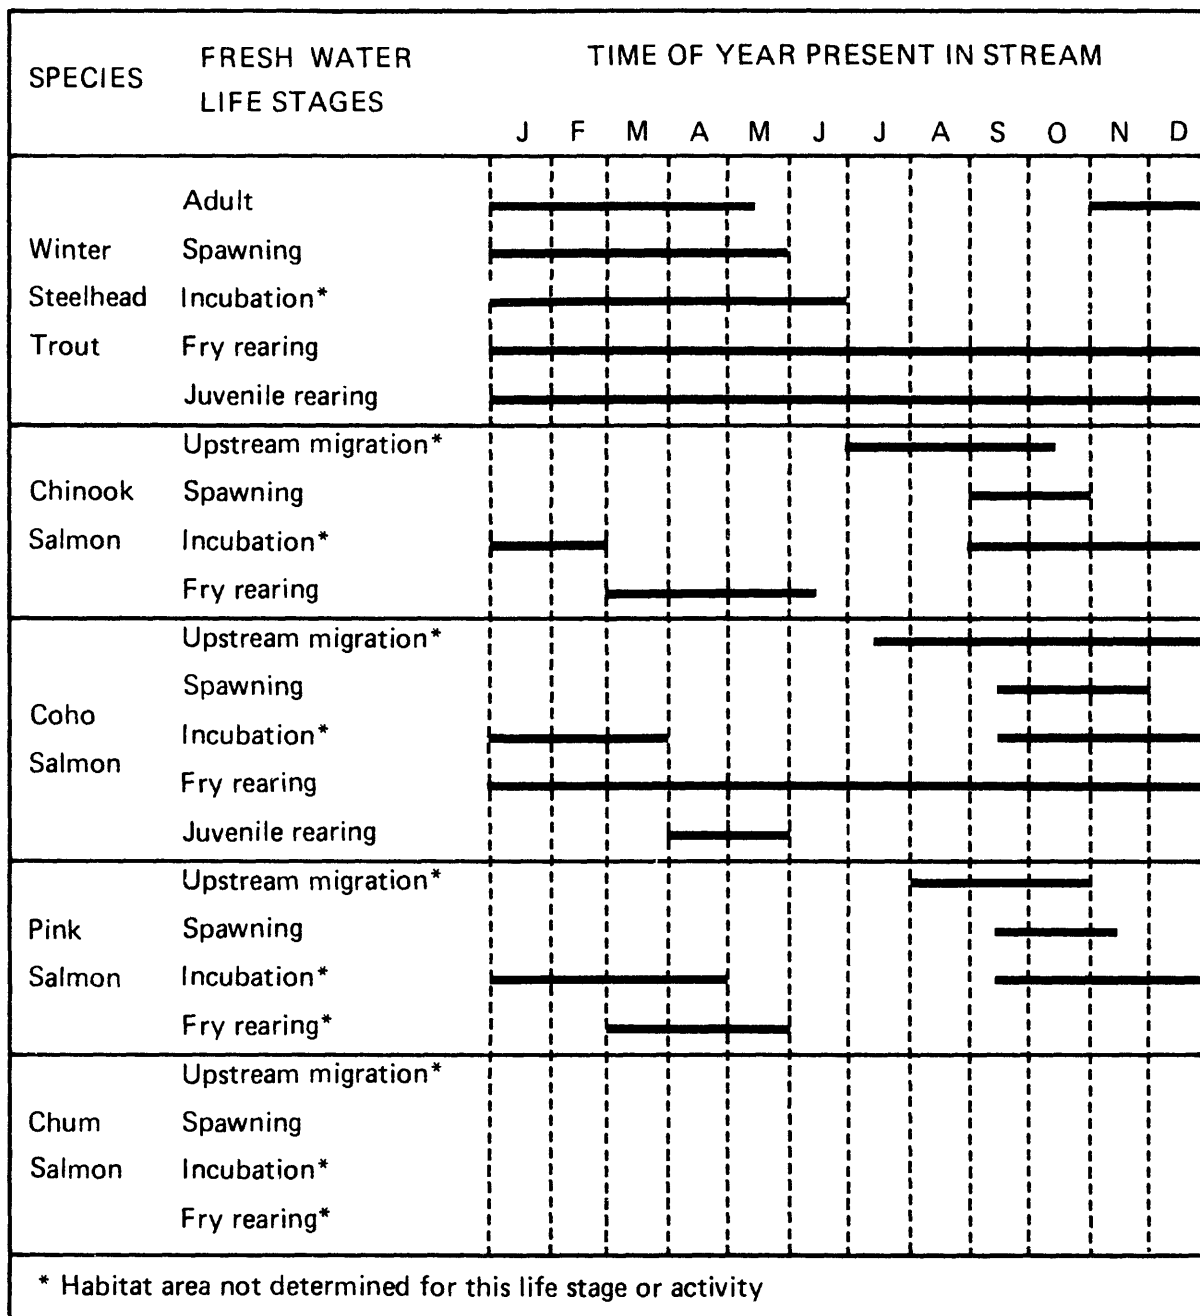 SPECIES FRESH WATER LIFE STAGES TIME OF YEAR PRESENT IN STREAM
J F M A M J J A S O N D
Adult
Winter Spawning
Steelhead Incubation*
Trout Fry rearing
Juvenile rearing
Upstream migration*
Chinook Spawning
Salmon Incubation*
Fry rearing
Upstream migration*
Spawning
Coho
Incubation*
Salmon
Fry rearing
Juvenile rearing
Upstream migration*
Pink Spawning
Salmon Incubation*
Fry rearing*
Upstream migration*
Chum Spawning
Salmon Incubation*
Fry rearing*
* Habitat area not determined for this life stage or activity